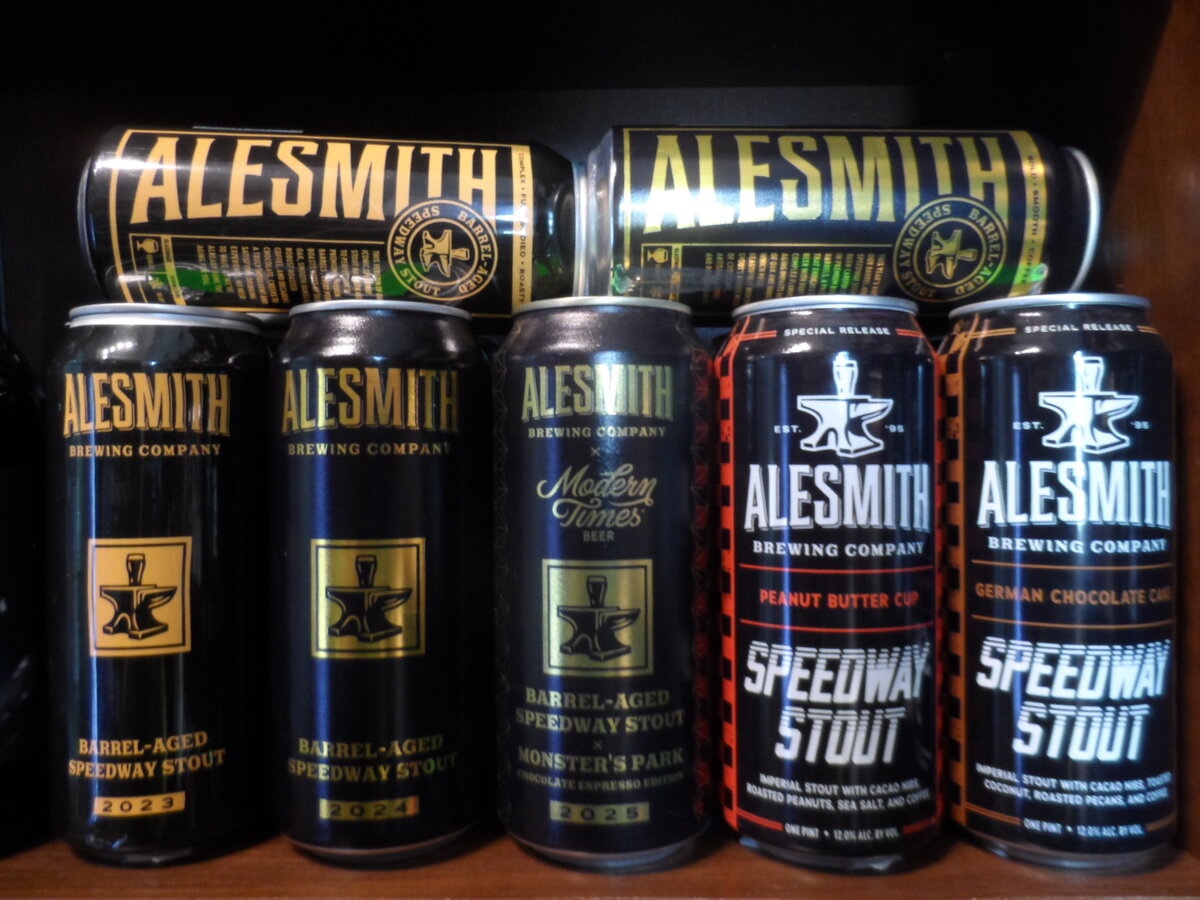 ALESMITH
COMPLEX
ROASTY
BARREL-AGED
SPEEDWAY STOUT
ALESMITH
BOLD • SMOOTH • COFFEE
BARREL-AGED
SPEEDWAY STOUT
ALESMITH
BREWING COMPANY
BARREL-AGED
SPEEDWAY STOUT
2023
ALESMITH
BREWING COMPANY
BARREL-AGED
SPEEDWAY STOUT
2024
ALESMITH
BREWING COMPANY
×
Modern
Times
BEER
BARREL-AGED
SPEEDWAY STOUT
×
MONSTER'S PARK
CHOCOLATE ESPRESSO EDITION
2025
SPECIAL RELEASE
EST. '95
ALESMITH
BREWING COMPANY
PEANUT BUTTER CUP
SPEEDWAY
STOUT
IMPERIAL STOUT WITH CACAO NIBS,
ROASTED PEANUTS, SEA SALT, AND COFFEE
ONE PINT • 12.0% ALC. BY VOL.
SPECIAL RELEASE
EST. '95
ALESMITH
BREWING COMPANY
GERMAN CHOCOLATE CAKE
SPEEDWAY
STOUT
IMPERIAL STOUT WITH CACAO NIBS, TOASTED
COCONUT, ROASTED PECANS, AND COFFEE
ONE PINT • 12.0% ALC. BY VOL.